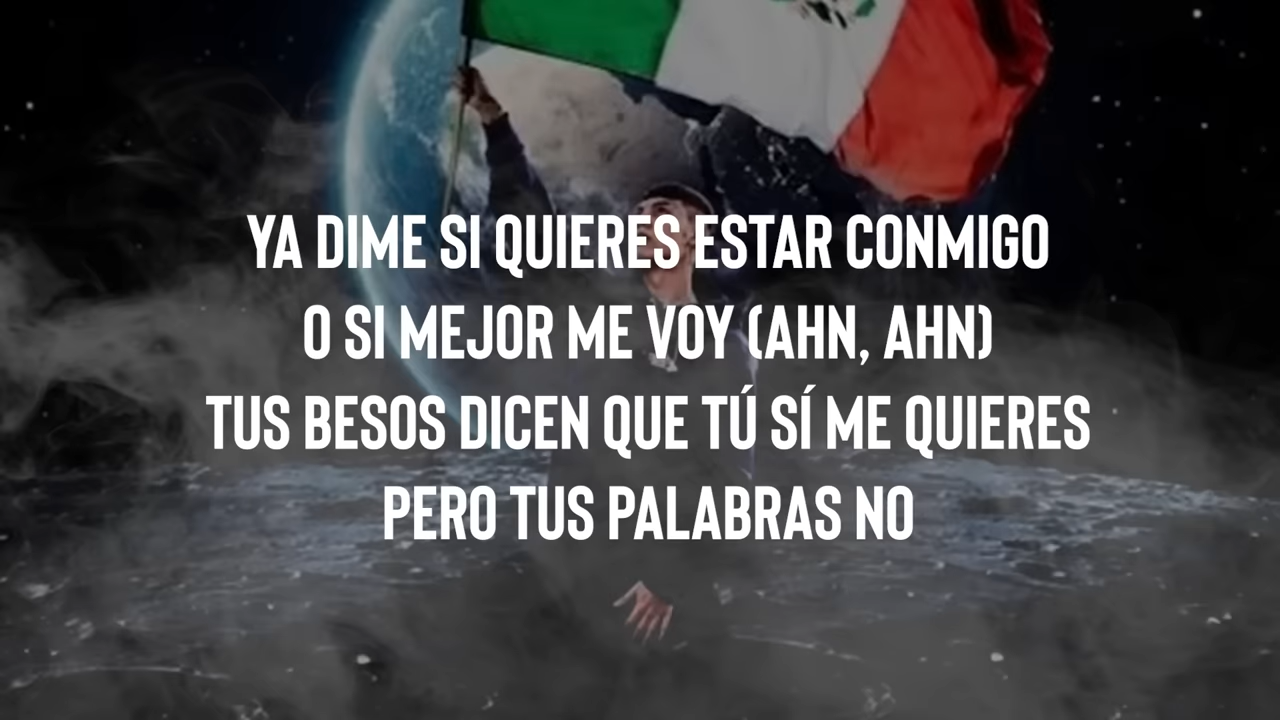 YA DIME SI QUIERES ESTAR CONMIGO
O SI MEJOR ME VOY (AHN, AHN)
TUS BESOS DICEN QUE TÚ SÍ ME QUIERES
PERO TUS PALABRAS NO